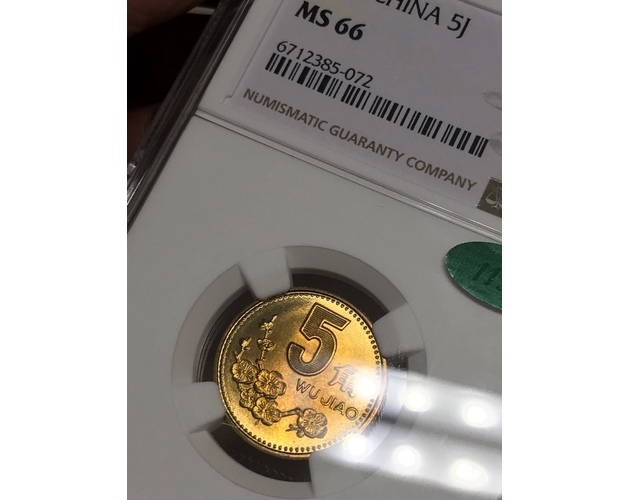 CHINA 5J
MS 66
6712385-072
NUMISMATIC GUARANTY COMPANY
5
角
WU JIAO